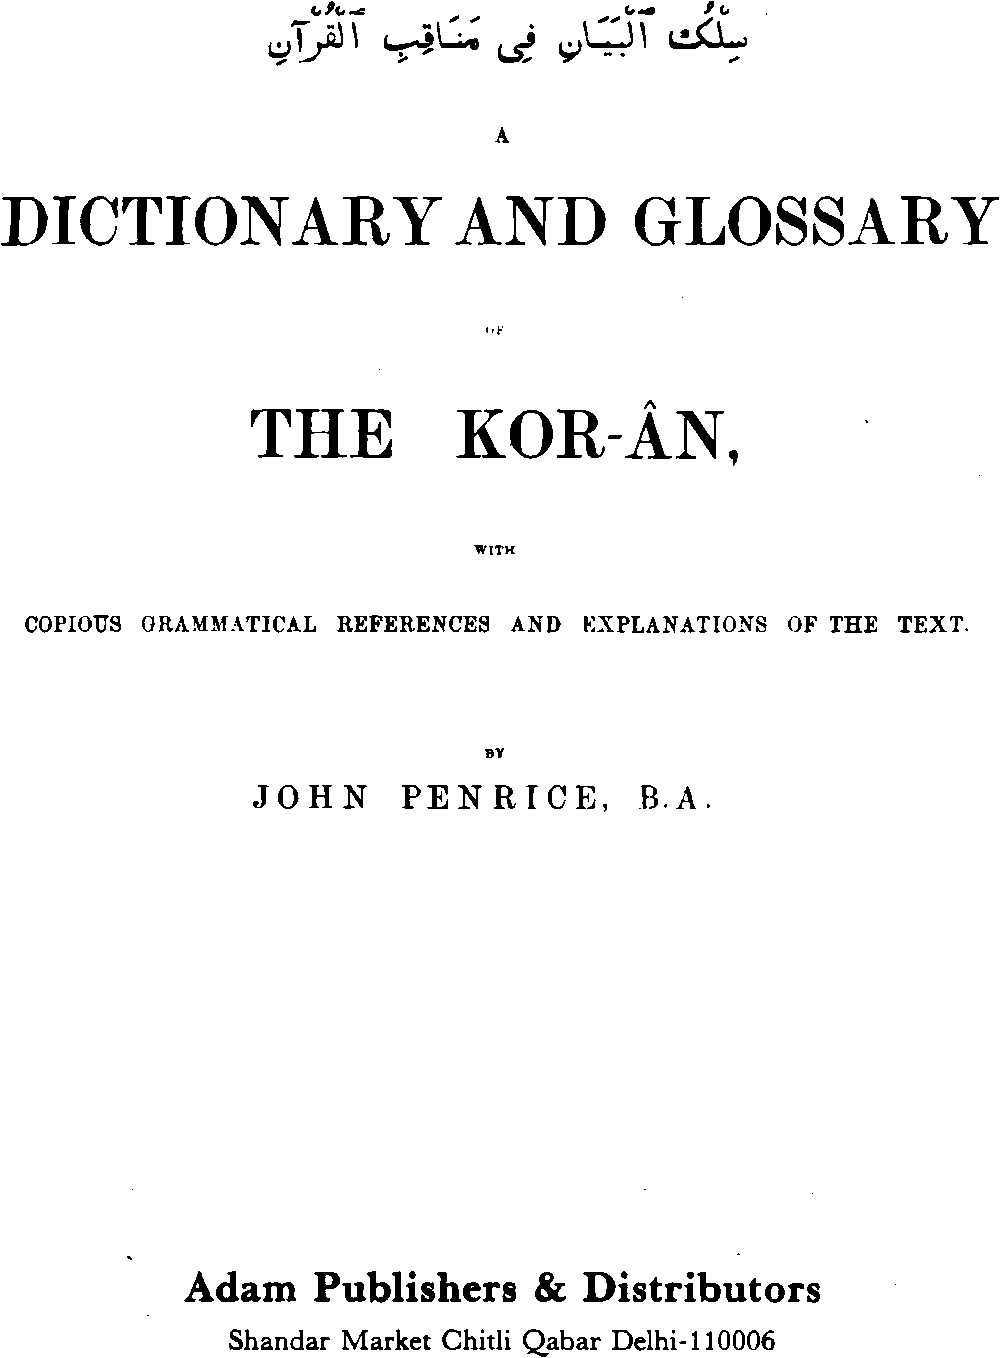 سِلْكُ ٱلْبَيَانِ فِى مَنَاقِبِ ٱلْقُرْآنِ
A
DICTIONARY AND GLOSSARY
OF
THE KOR-ÂN,
WITH
COPIOUS GRAMMATICAL REFERENCES AND EXPLANATIONS OF THE TEXT.
BY
JOHN PENRICE, B.A.
Adam Publishers & Distributors
Shandar Market Chitli Qabar Delhi-110006